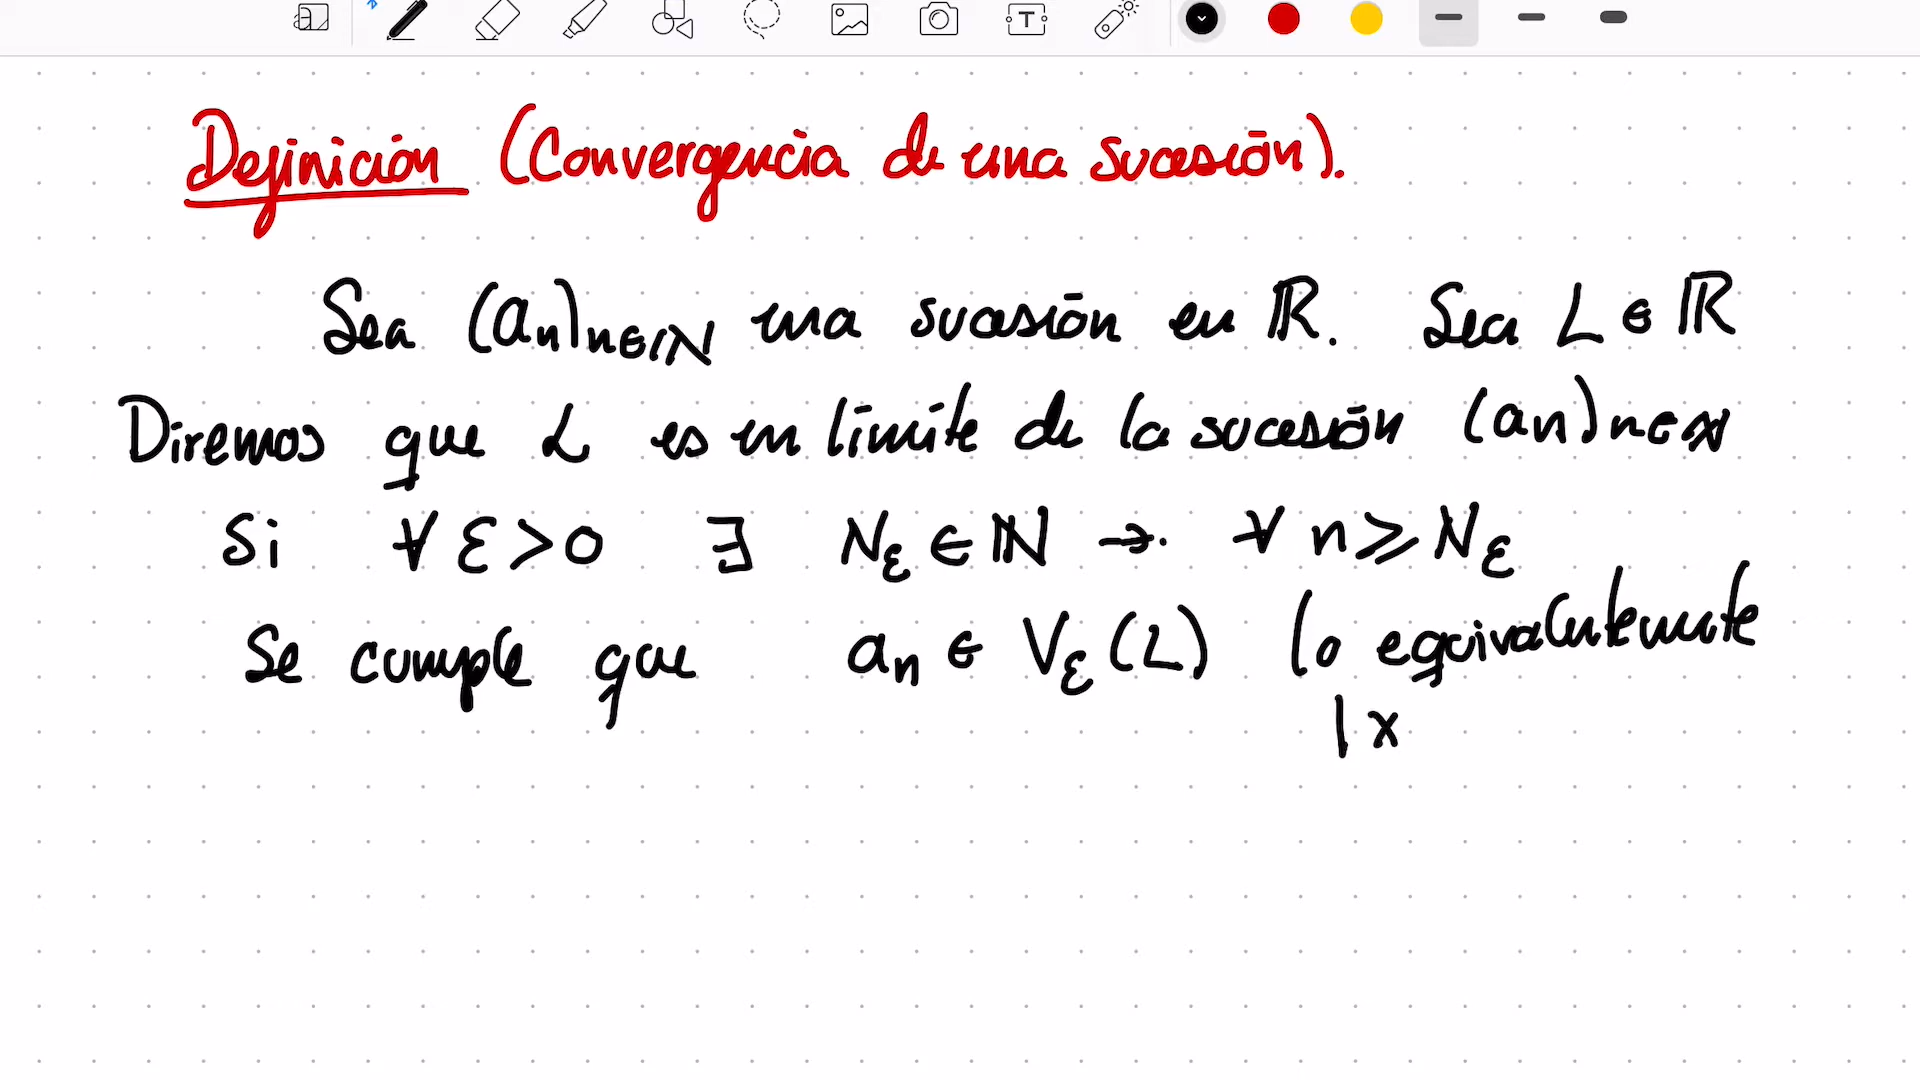 Definición (Convergencia de una sucesión).
Sea (an)n∈ℕ una sucesión en ℝ. Sea L ∈ ℝ
Diremos que L es un límite de la sucesión (an)n∈ℕ
Si ∀ ε > 0 ∃ Nε ∈ ℕ →· ∀ n ⩾ Nε
Se cumple que an ∈ Vε(L) (o equivalentemente
|x